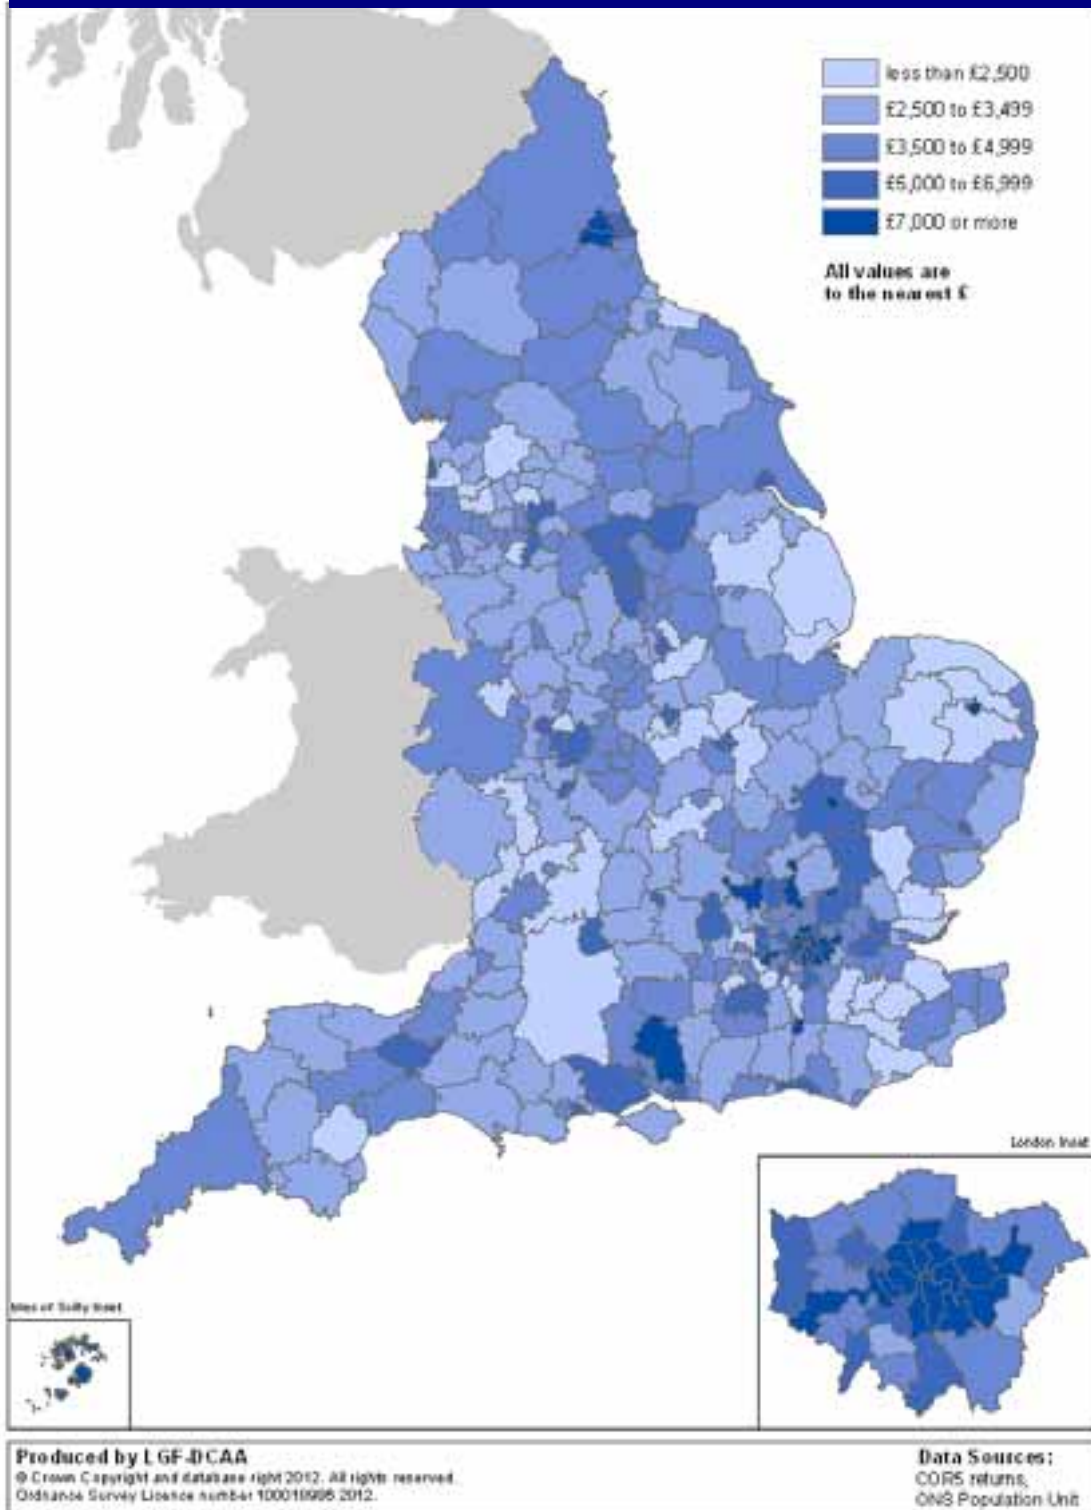 less than £2,500
£2,500 to £3,499
£3,500 to £4,999
£5,000 to £6,999
£7,000 or more
All values are
to the nearest £
London Inset
Isles of Scilly Inset
Produced by LGF-DCAA
© Crown Copyright and database right 2012. All rights reserved.
Ordnance Survey Licence number 100018986 2012.
Data Sources:
COR5 returns,
ONS Population Unit